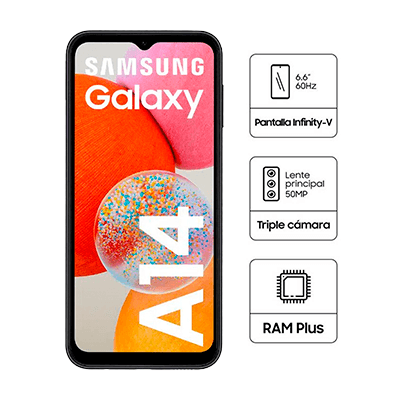 SAMSUNG
Galaxy
A14
6.6"
60Hz
Pantalla Infinity-V
Lente
principal
50MP
Triple cámara
RAM Plus